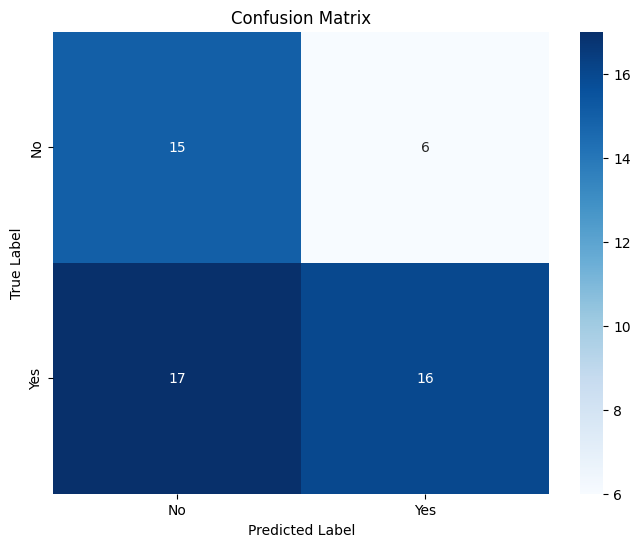 Confusion Matrix
No
15
6
Yes
17
16
True Label
No
Yes
Predicted Label
16
14
12
10
8
6